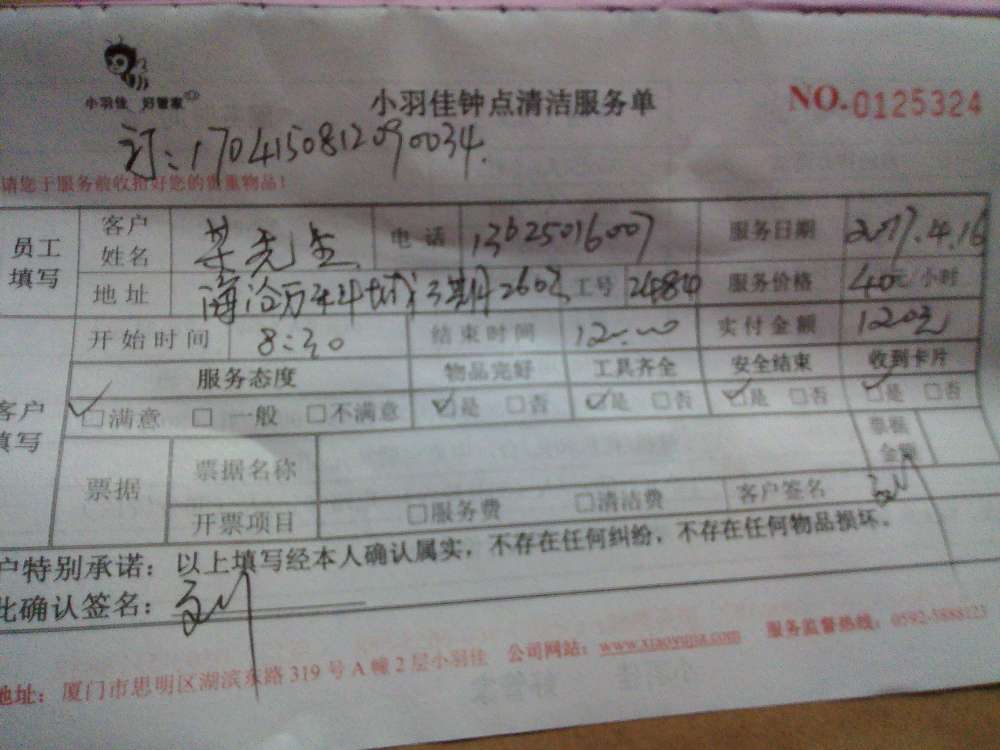 小羽佳 好管家
小羽佳钟点清洁服务单
NO.0125324
订:170415081209 0034.
请您于服务前收拾好您的贵重物品!
员工填写 客户姓名 先生 电话 13625016007 服务日期 2017.4.16
地址 海沧 2602 工号 24840 服务价格 40元/小时
开始时间 8:30 结束时间 12:00 实付金额 120元
服务态度 物品完好 工具齐全 安全结束 收到卡片
客户填写 ☑满意 □一般 □不满意 ☑是 □否 ☑是 □否 ☑是 □否 ☑是 □否
票据 票据名称 票据金额
开票项目 □服务费 □清洁费 客户签名
户特别承诺:以上填写经本人确认属实,不存在任何纠纷,不存在任何物品损坏。
此确认签名:
地址:厦门市思明区湖滨东路319号A幢2层小羽佳 公司网站:www.xiaoyujia.com 服务监督热线:0592-5888123